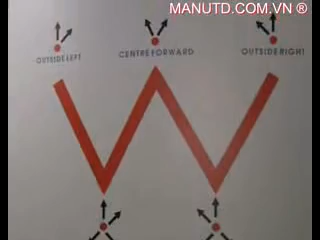 MANUTD.COM.VN ®
OUTSIDE LEFT
CENTRE FORWARD
OUTSIDE RIGHT